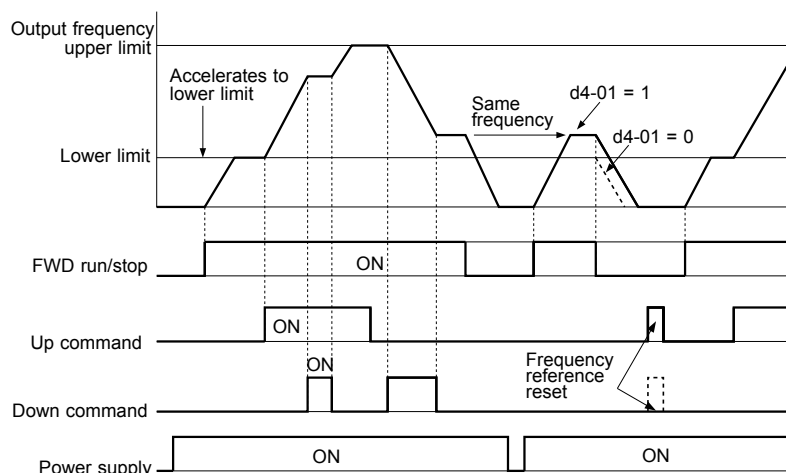 Output frequency
upper limit
Accelerates to
lower limit
Same
frequency
d4-01 = 1
d4-01 = 0
Lower limit
FWD run/stop
ON
Up command
ON
ON
Frequency
reference
reset
Down command
Power supply
ON
ON